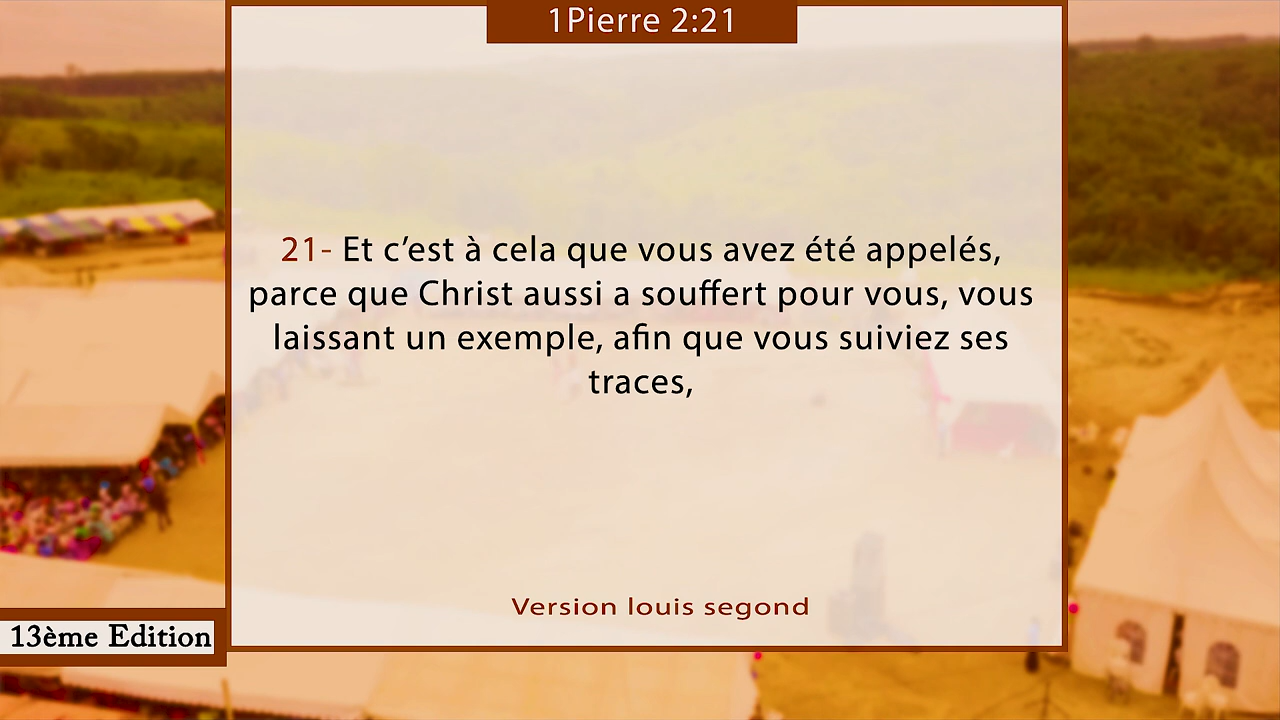 1Pierre 2:21
21- Et c’est à cela que vous avez été appelés,
parce que Christ aussi a souffert pour vous, vous
laissant un exemple, afin que vous suiviez ses
traces,
Version louis segond
13ème Edition